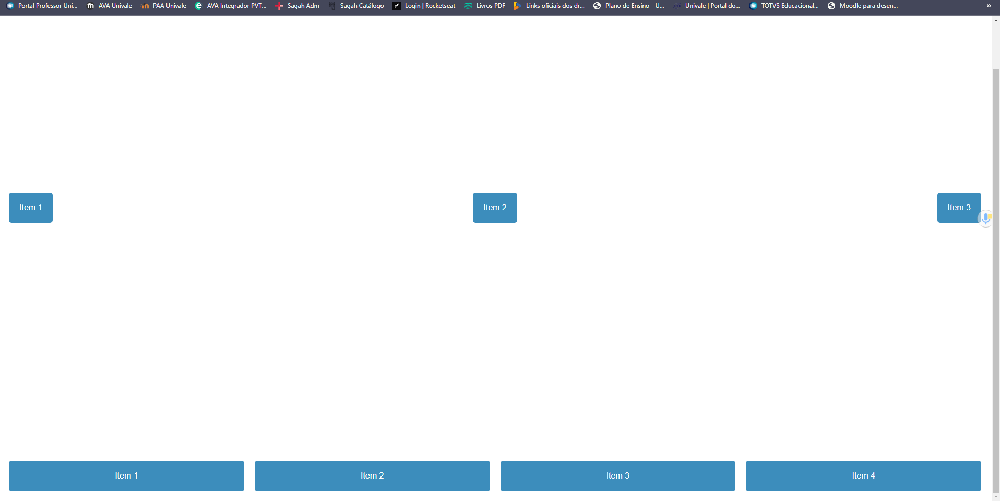 Portal Professor Uni... AVA Univale PAA Univale AVA Integrador PVT... Sagah Adm Sagah Catálogo Login | Rocketseat Livros PDF Links oficiais dos dr... Plano de Ensino - U... Univale | Portal do... TOTVS Educacional... Moodle para desen... »
Item 1 Item 2 Item 3
Item 1 Item 2 Item 3 Item 4